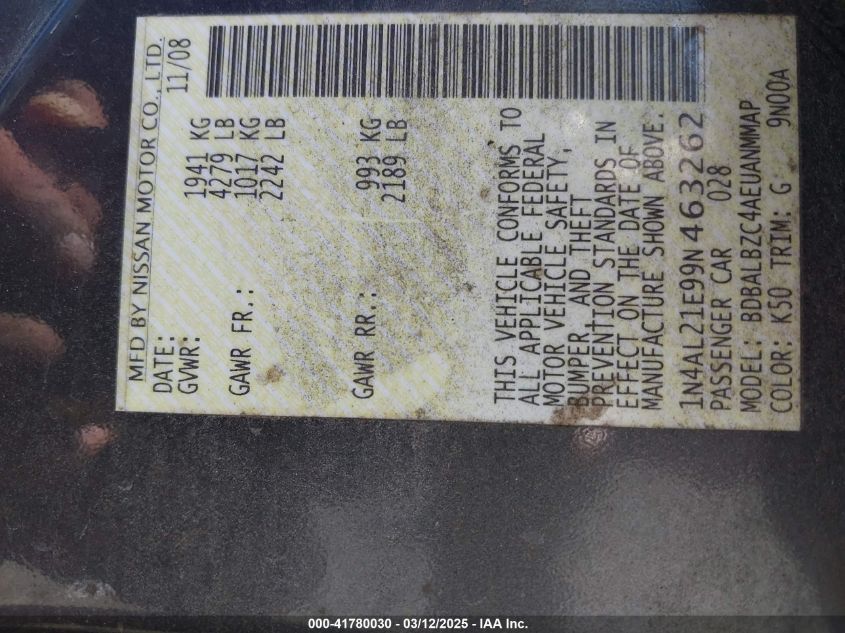 MFD BY NISSAN MOTOR CO., LTD.
DATE: 11/08
GVWR: 1941 KG
4279 LB
GAWR FR.: 1017 KG
2242 LB
GAWR RR.: 993 KG
2189 LB
THIS VEHICLE CONFORMS TO
ALL APPLICABLE FEDERAL
MOTOR VEHICLE SAFETY,
BUMPER, AND THEFT
PREVENTION STANDARDS IN
EFFECT ON THE DATE OF
MANUFACTURE SHOWN ABOVE.
1N4AL21E99N463262
PASSENGER CAR 028
MODEL: BDBALBZC4AEUANMMAP
COLOR: K50 TRIM: G 9N00A
000-41780030 - 03/12/2025 - IAA Inc.